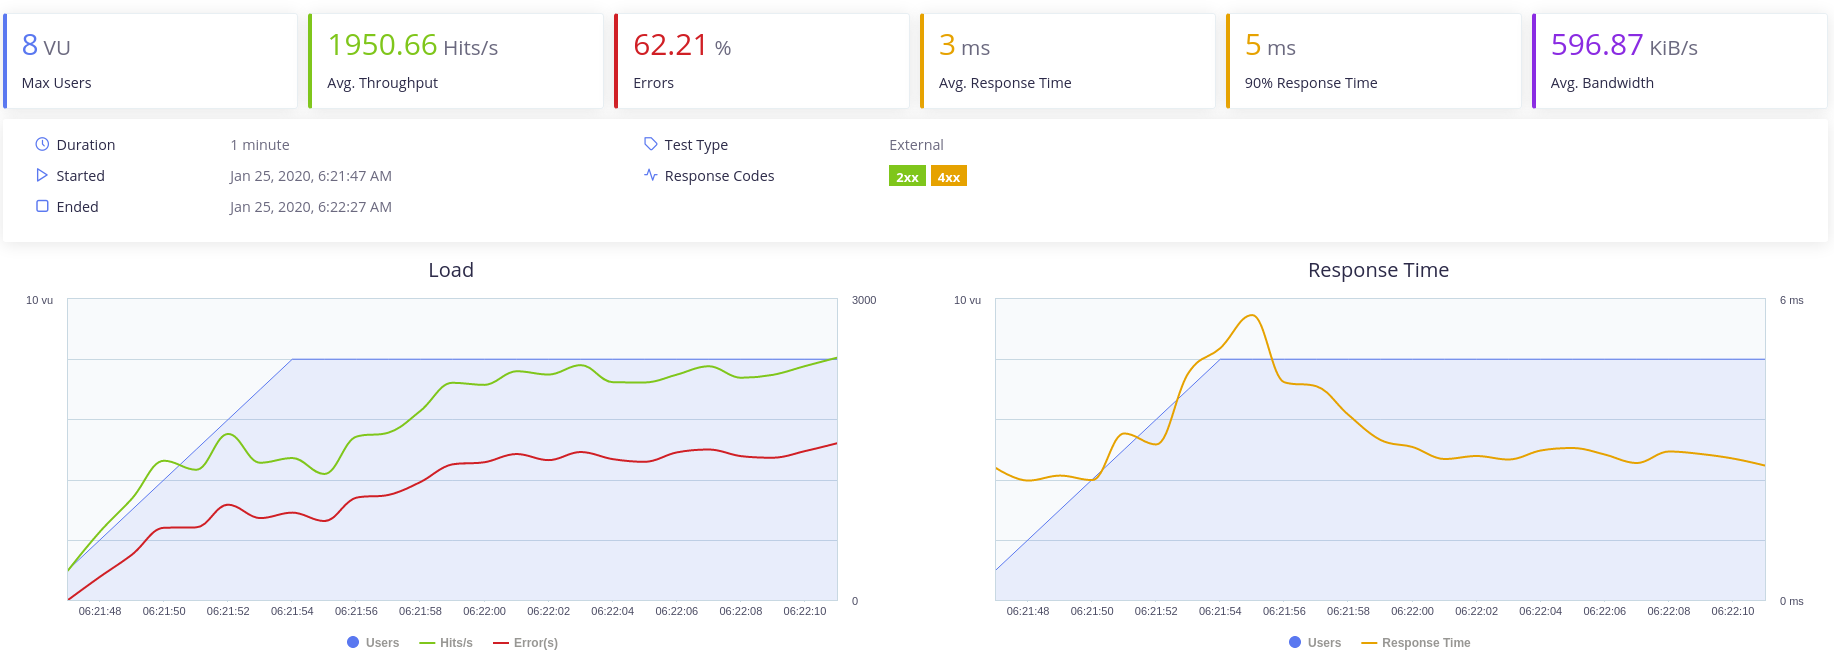 8 VU
Max Users
1950.66 Hits/s
Avg. Throughput
62.21 %
Errors
3 ms
Avg. Response Time
5 ms
90% Response Time
596.87 KiB/s
Avg. Bandwidth
Duration 1 minute
Started Jan 25, 2020, 6:21:47 AM
Ended Jan 25, 2020, 6:22:27 AM
Test Type External
Response Codes 2xx 4xx
Load
10 vu 3000
0
06:21:48 06:21:50 06:21:52 06:21:54 06:21:56 06:21:58 06:22:00 06:22:02 06:22:04 06:22:06 06:22:08 06:22:10
Users Hits/s Error(s)
Response Time
10 vu 6 ms
0 ms
06:21:48 06:21:50 06:21:52 06:21:54 06:21:56 06:21:58 06:22:00 06:22:02 06:22:04 06:22:06 06:22:08 06:22:10
Users Response Time